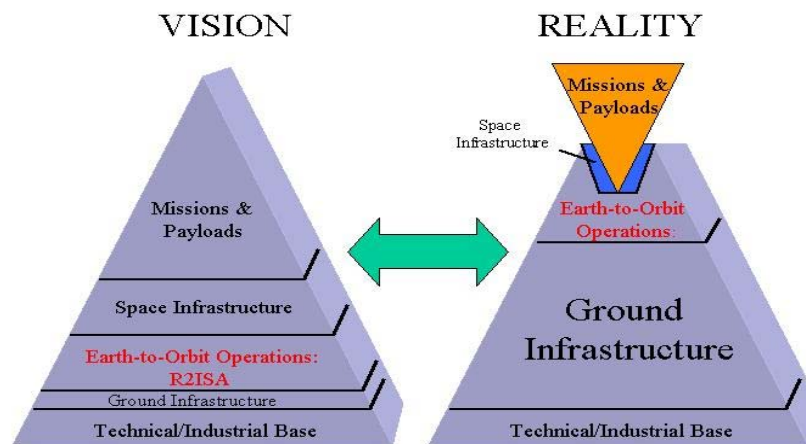 VISION
Missions &
Payloads
Space Infrastructure
Earth-to-Orbit Operations:
R2ISA
Ground Infrastructure
Technical/Industrial Base
REALITY
Missions &
Payloads
Space
Infrastructure
Earth-to-Orbit
Operations:
Ground
Infrastructure
Technical/Industrial Base